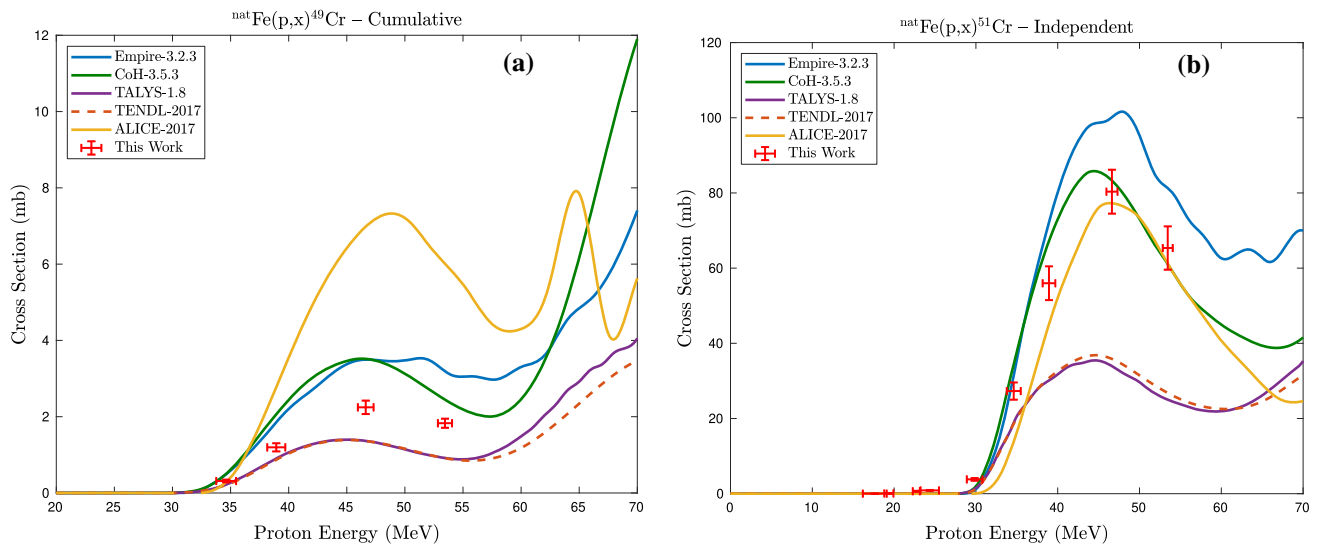 ⁿᵃᵗFe(p,x)⁴⁹Cr – Cumulative
(a)
Empire-3.2.3
CoH-3.5.3
TALYS-1.8
TENDL-2017
ALICE-2017
This Work
Cross Section (mb)
12
10
8
6
4
2
0
20 25 30 35 40 45 50 55 60 65 70
Proton Energy (MeV)
ⁿᵃᵗFe(p,x)⁵¹Cr – Independent
(b)
Empire-3.2.3
CoH-3.5.3
TALYS-1.8
TENDL-2017
ALICE-2017
This Work
Cross Section (mb)
120
100
80
60
40
20
0
0 10 20 30 40 50 60 70
Proton Energy (MeV)